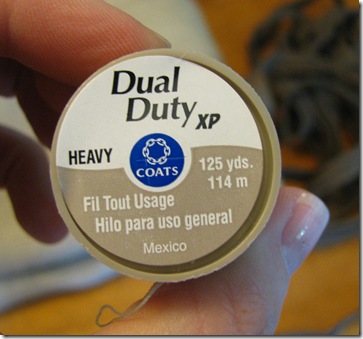 Dual
Duty XP
HEAVY
COATS
125 yds.
114 m
Fil Tout Usage
Hilo para uso general
Mexico